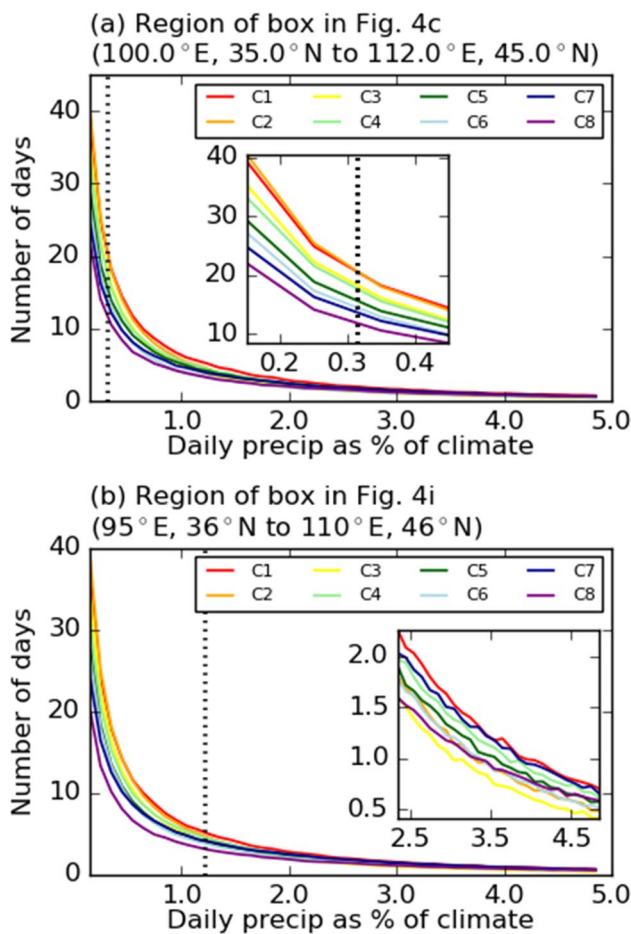 (a) Region of box in Fig. 4c
(100.0°E, 35.0°N to 112.0°E, 45.0°N)
40
30
20
10
0
Number of days
C1 C3 C5 C7
C2 C4 C6 C8
40
30
20
10
0.2 0.3 0.4
1.0 2.0 3.0 4.0 5.0
Daily precip as % of climate
(b) Region of box in Fig. 4i
(95°E, 36°N to 110°E, 46°N)
40
30
20
10
0
Number of days
C1 C3 C5 C7
C2 C4 C6 C8
2.0
1.5
1.0
0.5
2.5 3.5 4.5
1.0 2.0 3.0 4.0 5.0
Daily precip as % of climate